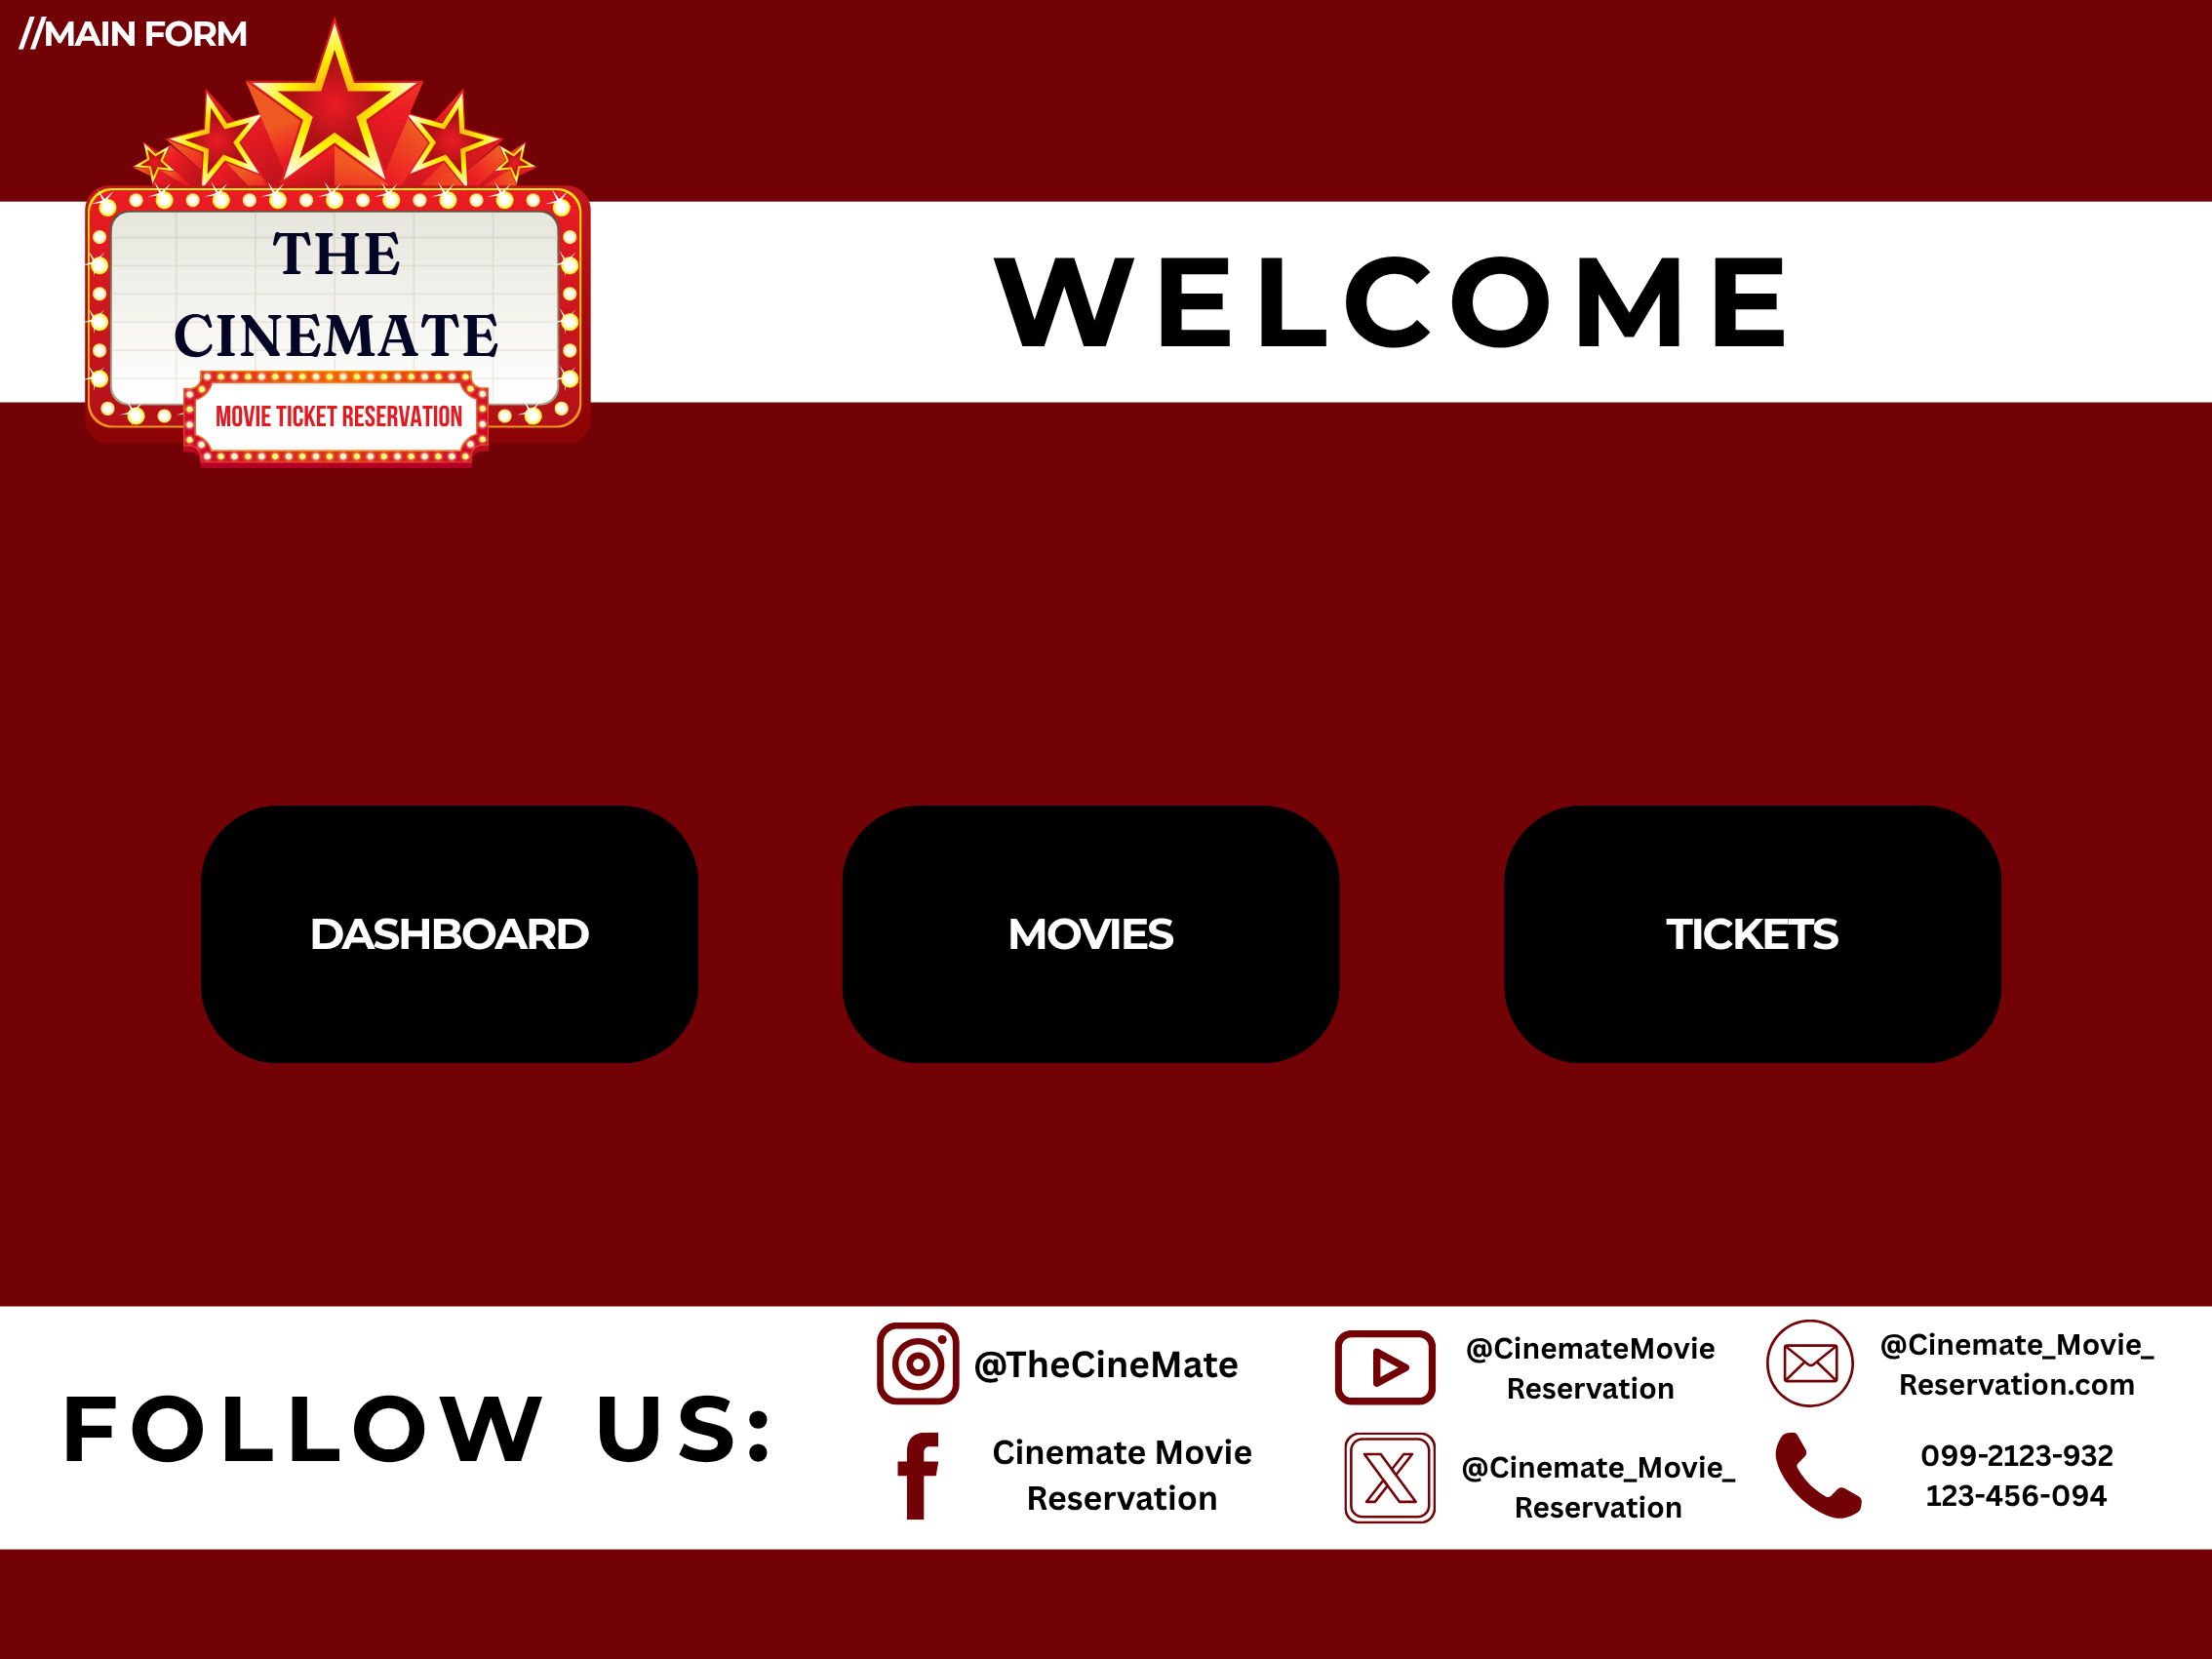 //MAIN FORM
THE
CINEMATE
MOVIE TICKET RESERVATION
WELCOME
DASHBOARD
MOVIES
TICKETS
FOLLOW US:
@TheCineMate
Cinemate Movie
Reservation
@CinemateMovie
Reservation
@Cinemate_Movie_
Reservation
@Cinemate_Movie_
Reservation.com
099-2123-932
123-456-094